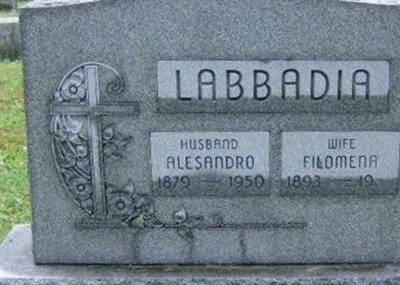 LABBADIA
HUSBAND
ALESANDRO
1879 — 1950
WIFE
FILOMENA
1893 — 19